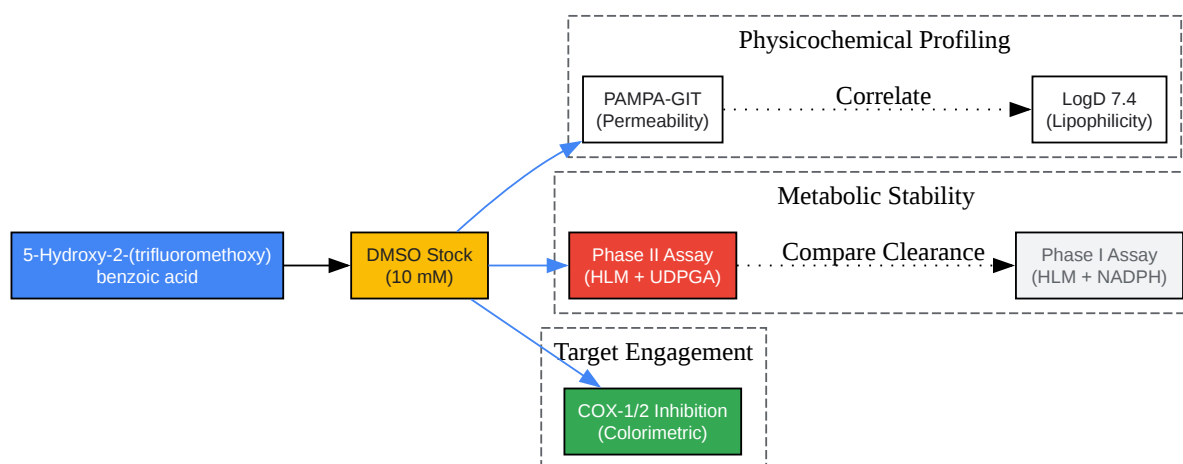 Physicochemical Profiling
PAMPA-GIT
(Permeability)
Correlate
LogD 7.4
(Lipophilicity)
Metabolic Stability
5-Hydroxy-2-(trifluoromethoxy)
benzoic acid
DMSO Stock
(10 mM)
Phase II Assay
(HLM + UDPGA)
Compare Clearance
Phase I Assay
(HLM + NADPH)
Target Engagement
COX-1/2 Inhibition
(Colorimetric)